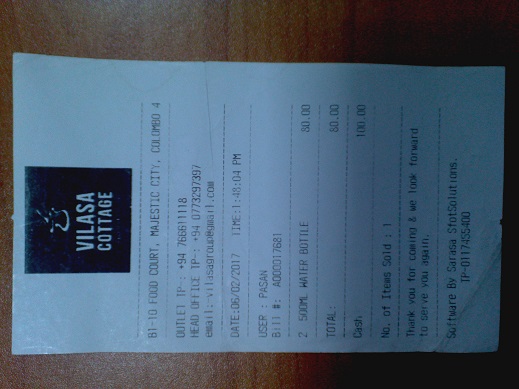 VILASA
COTTAGE
B1-10 FOOD COURT, MAJESTIC CITY, COLOMBO 4
OUTLET TP-: +94 766611118
HEAD OFFICE TP-: +94 0773297397
email:-vilasagroup@gmail.com
DATE:06/02/2017 TIME:1:48:04 PM
USER : PASAN
Bill #: A000017681
2 500ML WATER BOTTLE 80.00
TOTAL: 80.00
Cash 100.00
No. of Items Sold : 1
Thank you for coming & we look forward
to serve you again.
Software By Sarasa SfotSolutions.
TP-0117455400